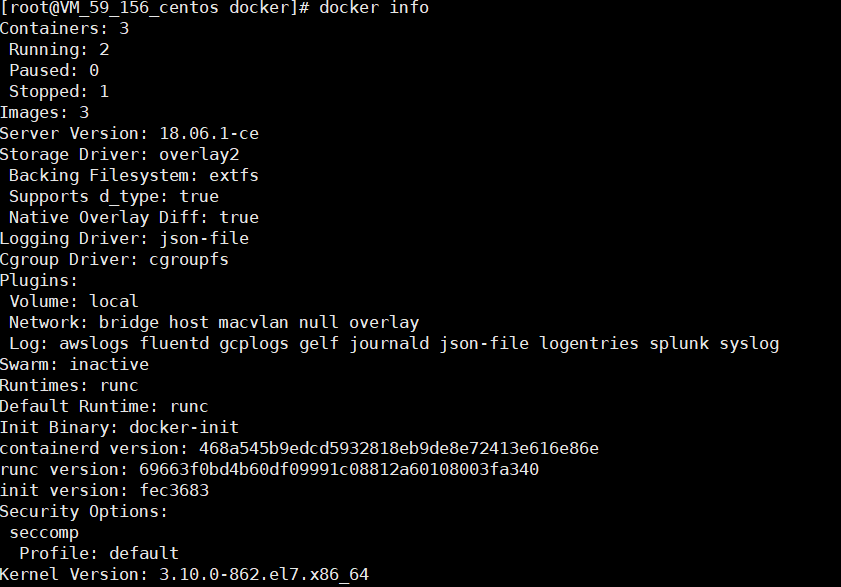 [root@VM_59_156_centos docker]# docker info
Containers: 3
 Running: 2
 Paused: 0
 Stopped: 1
Images: 3
Server Version: 18.06.1-ce
Storage Driver: overlay2
 Backing Filesystem: extfs
 Supports d_type: true
 Native Overlay Diff: true
Logging Driver: json-file
Cgroup Driver: cgroupfs
Plugins:
 Volume: local
 Network: bridge host macvlan null overlay
 Log: awslogs fluentd gcplogs gelf journald json-file logentries splunk syslog
Swarm: inactive
Runtimes: runc
Default Runtime: runc
Init Binary: docker-init
containerd version: 468a545b9edcd5932818eb9de8e72413e616e86e
runc version: 69663f0bd4b60df09991c08812a60108003fa340
init version: fec3683
Security Options:
 seccomp
  Profile: default
Kernel Version: 3.10.0-862.el7.x86_64